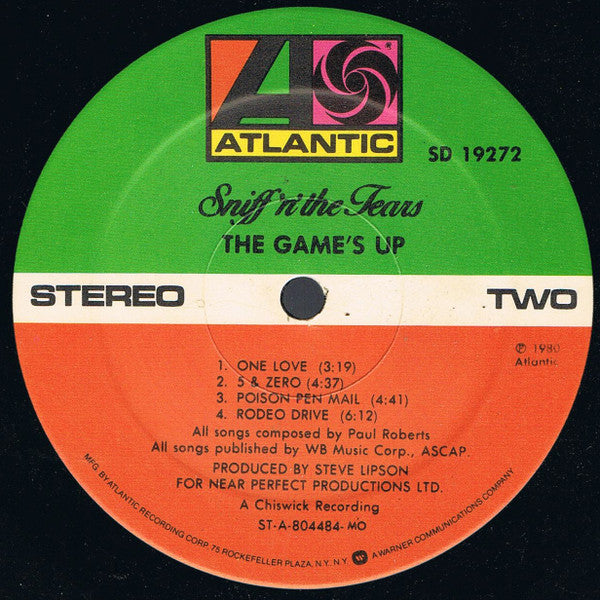 ATLANTIC
SD 19272
Sniff 'n' the Tears
THE GAME'S UP
STEREO
TWO
℗ 1980
Atlantic
1. ONE LOVE (3:19)
2. 5 & ZERO (4:37)
3. POISON PEN MAIL (4:41)
4. RODEO DRIVE (6:12)
All songs composed by Paul Roberts
All songs published by WB Music Corp., ASCAP.
PRODUCED BY STEVE LIPSON
FOR NEAR PERFECT PRODUCTIONS LTD.
A Chiswick Recording
ST-A-804484-MO
MFG. BY ATLANTIC RECORDING CORP. 75 ROCKEFELLER PLAZA, N.Y. N.Y. A WARNER COMMUNICATIONS COMPANY